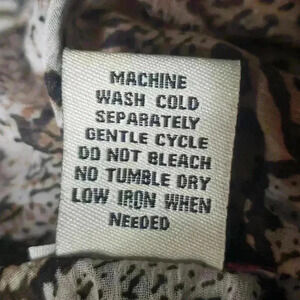 MACHINE
WASH COLD
SEPARATELY
GENTLE CYCLE
DO NOT BLEACH
NO TUMBLE DRY
LOW IRON WHEN
NEEDED